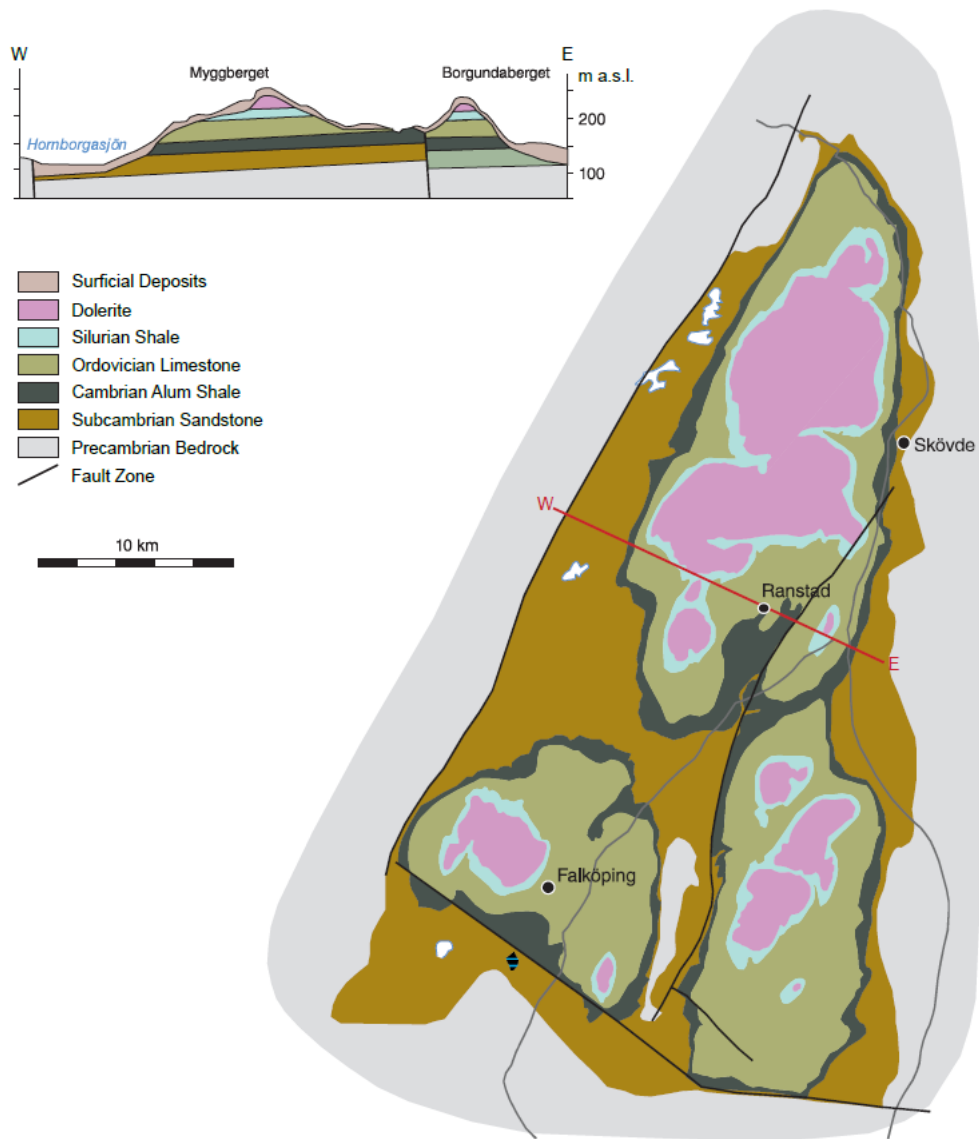 W
E
Myggberget
Borgundaberget
m a.s.l.
200
Hornborgasjön
100
Surficial Deposits
Dolerite
Silurian Shale
Ordovician Limestone
Cambrian Alum Shale
Subcambrian Sandstone
Precambrian Bedrock
Fault Zone
10 km
Skövde
W
Ranstad
E
Falköping